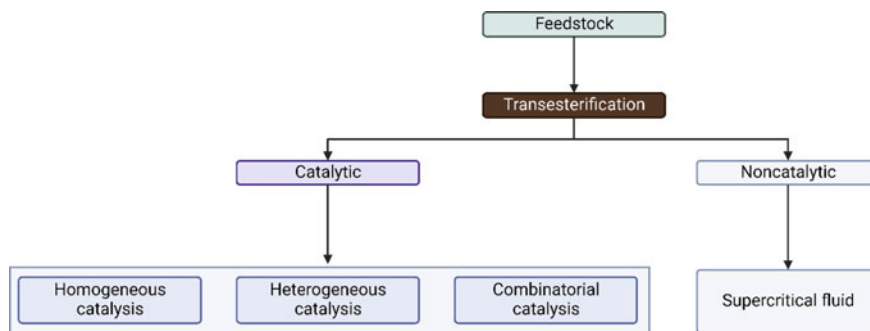 Feedstock
Transesterification
Catalytic
Noncatalytic
Homogeneous
catalysis
Heterogeneous
catalysis
Combinatorial
catalysis
Supercritical fluid